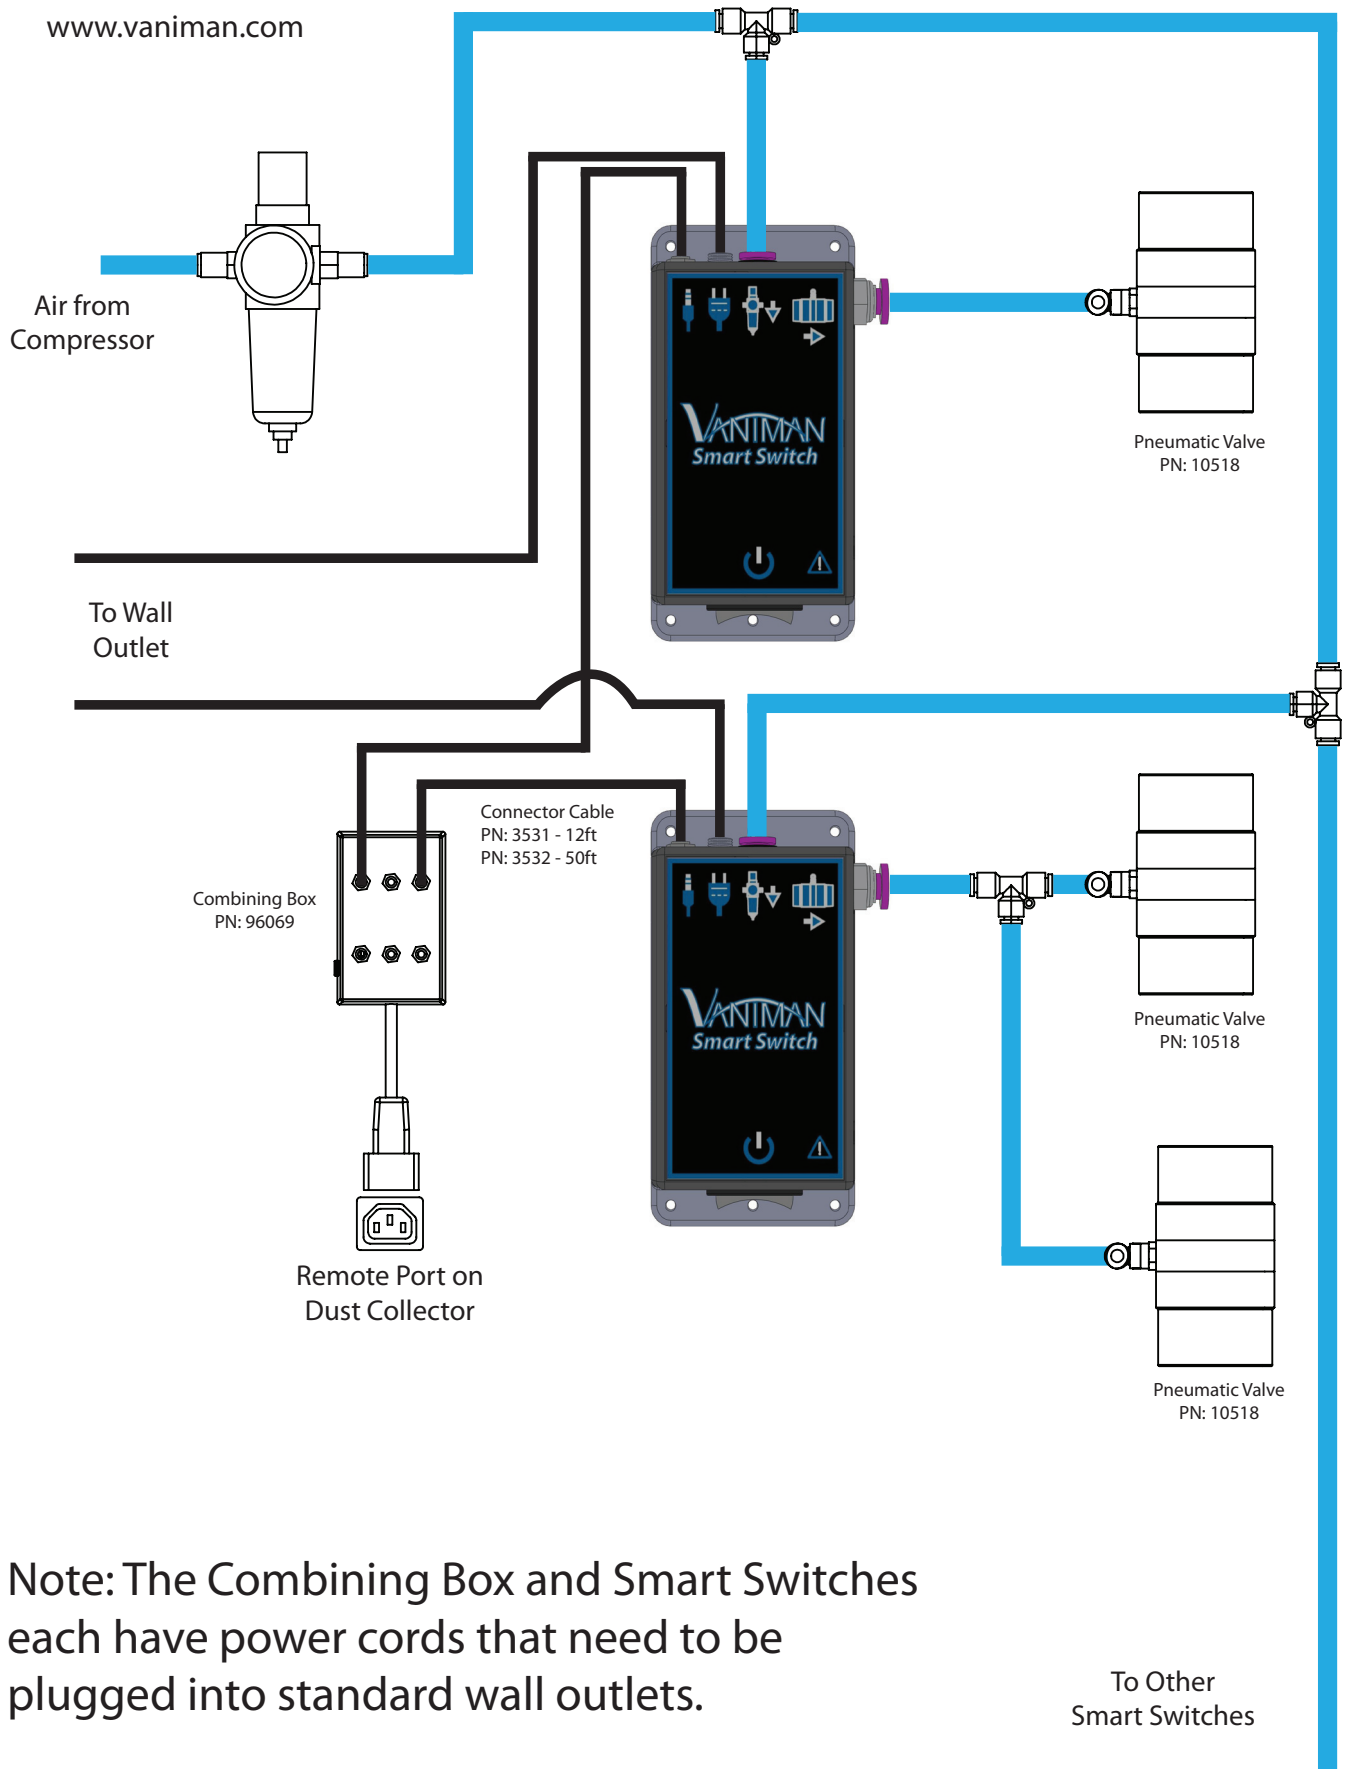 www.vaniman.com
Air from
Compressor
VANIMAN
Smart Switch
Pneumatic Valve
PN: 10518
To Wall
Outlet
Connector Cable
PN: 3531 - 12ft
PN: 3532 - 50ft
Combining Box
PN: 96069
VANIMAN
Smart Switch
Pneumatic Valve
PN: 10518
Remote Port on
Dust Collector
Pneumatic Valve
PN: 10518
Note: The Combining Box and Smart Switches
each have power cords that need to be
plugged into standard wall outlets.
To Other
Smart Switches